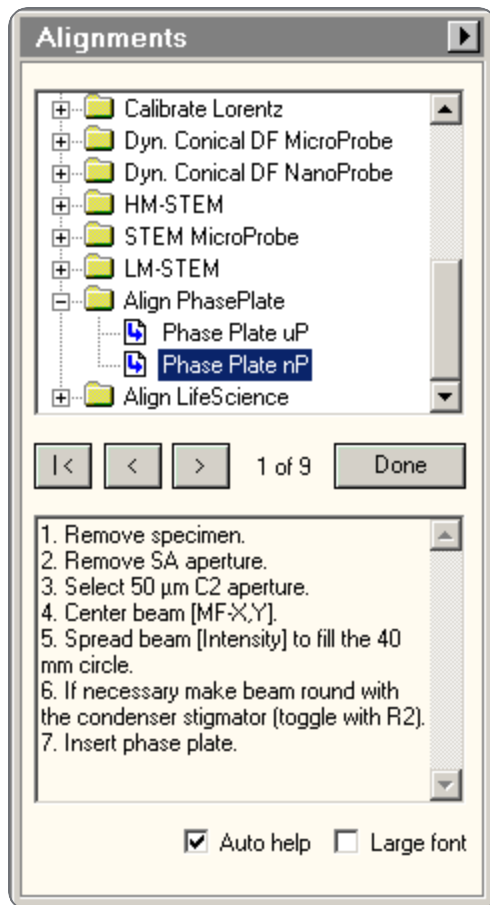 Alignments
Calibrate Lorentz
Dyn. Conical DF MicroProbe
Dyn. Conical DF NanoProbe
HM-STEM
STEM MicroProbe
LM-STEM
Align PhasePlate
Phase Plate uP
Phase Plate nP
Align LifeScience
|< < > 1 of 9 Done
1. Remove specimen.
2. Remove SA aperture.
3. Select 50 µm C2 aperture.
4. Center beam [MF-X,Y].
5. Spread beam [Intensity] to fill the 40
mm circle.
6. If necessary make beam round with
the condenser stigmator (toggle with R2).
7. Insert phase plate.
Auto help Large font